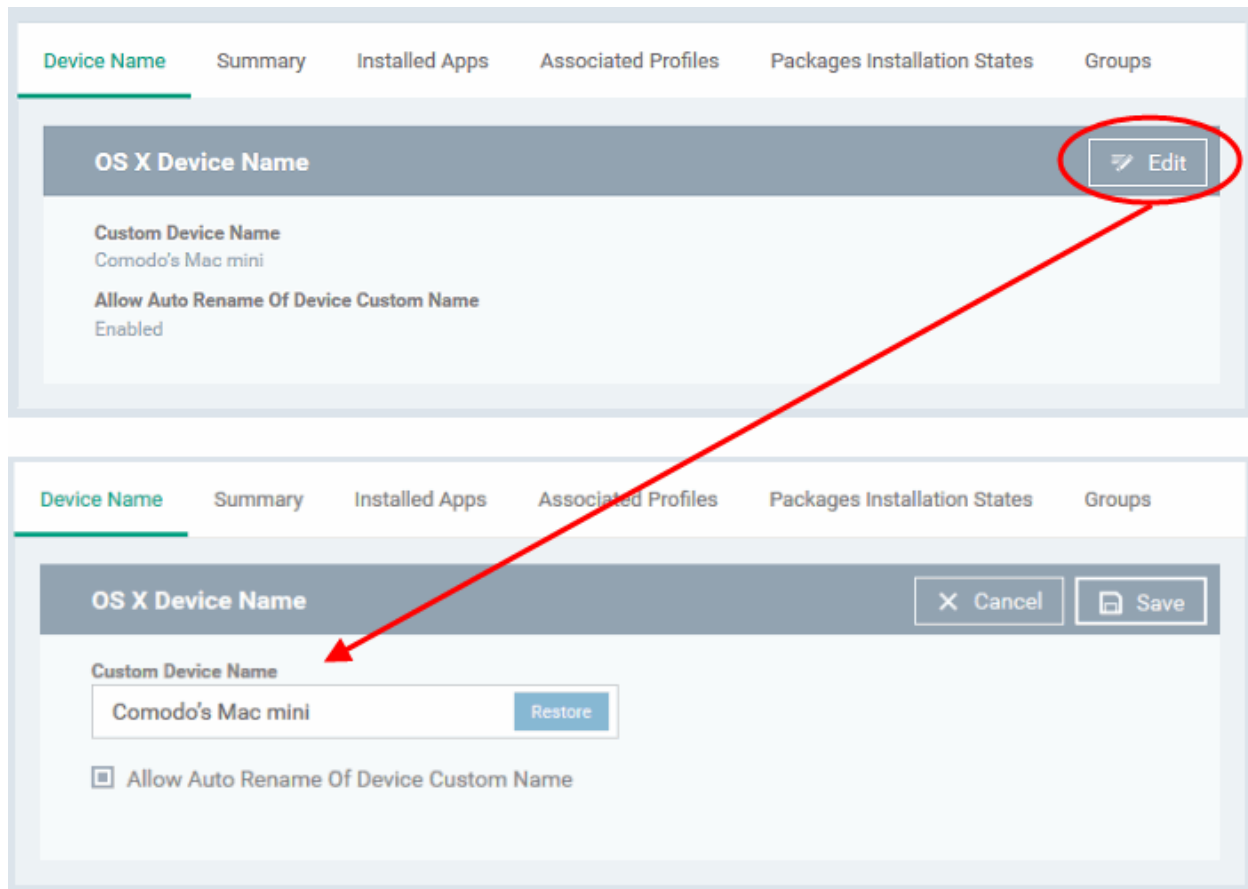 Device Name Summary Installed Apps Associated Profiles Packages Installation States Groups
OS X Device Name Edit
Custom Device Name
Comodo's Mac mini
Allow Auto Rename Of Device Custom Name
Enabled
Device Name Summary Installed Apps Associated Profiles Packages Installation States Groups
OS X Device Name Cancel Save
Custom Device Name
Comodo's Mac mini Restore
Allow Auto Rename Of Device Custom Name